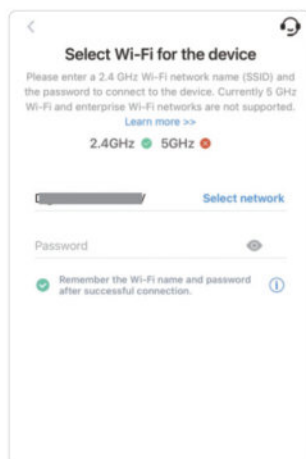 Select Wi-Fi for the device
Please enter a 2.4 GHz Wi-Fi network name (SSID) and
the password to connect to the device. Currently 5 GHz
Wi-Fi and enterprise Wi-Fi networks are not supported.
Learn more >>
2.4GHz 5GHz
Select network
Password
Remember the Wi-Fi name and password
after successful connection.